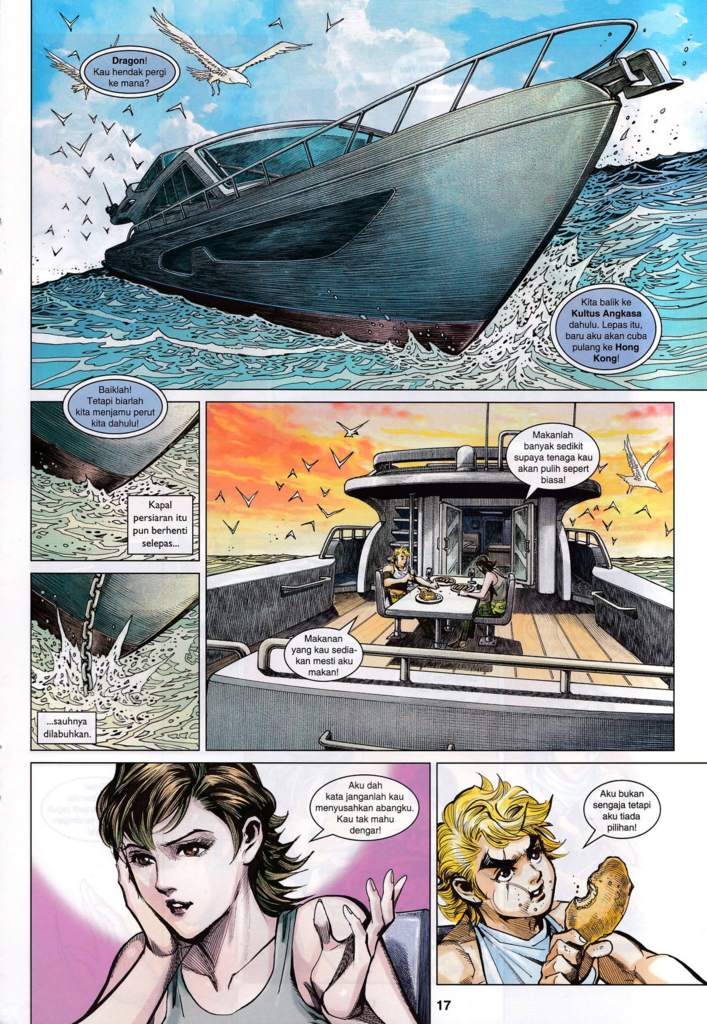 Dragon!
Kau hendak pergi
ke mana?
Kita balik ke
Kultus Angkasa
dahulu. Lepas itu,
baru aku akan cuba
pulang ke Hong
Kong!
Baiklah!
Tetapi biarlah
kita menjamu perut
kita dahulu!
Kapal
persiaran itu
pun berhenti
selepas...
...sauhnya
dilabuhkan.
Makanlah
banyak sedikit
supaya tenaga kau
akan pulih sepert
biasa!
Makanan
yang kau sedia-
kan mesti aku
makan!
Aku dah
kata janganlah kau
menyusahkan abangku.
Kau tak mahu
dengar!
Aku bukan
sengaja tetapi
aku tiada
pilihan!
17